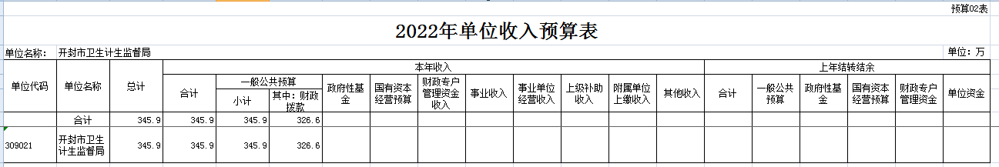 预算02表
2022年单位收入预算表
单位名称： 开封市卫生计生监督局 单位：万
单位代码 单位名称 总计 本年收入 上年结转结余
合计 一般公共预算 政府性基金 国有资本经营预算 财政专户管理资金收入 事业收入 事业单位经营收入 上级补助收入 附属单位上缴收入 其他收入 合计 一般公共预算 政府性基金 国有资本经营预算 财政专户管理资金 单位资金
小计 其中：财政拨款
合计 345.9 345.9 345.9 326.6
309021 开封市卫生计生监督局 345.9 345.9 345.9 326.6